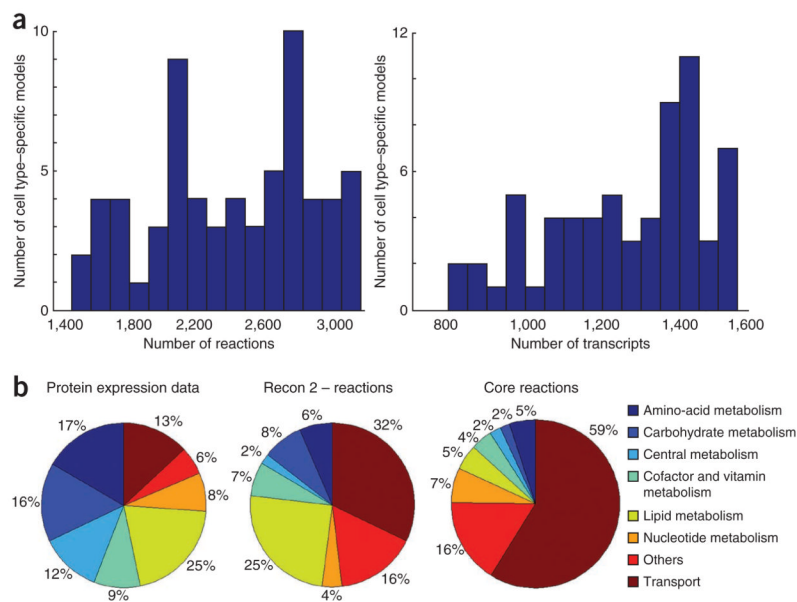 a
10
5
0
Number of cell type–specific models
1,400 1,800 2,200 2,600 3,000
Number of reactions
12
6
0
Number of cell type–specific models
800 1,000 1,200 1,400 1,600
Number of transcripts
b
Protein expression data
17%
13%
6%
8%
25%
9%
12%
16%
Recon 2 – reactions
6%
32%
16%
4%
25%
7%
2%
8%
Core reactions
5%
59%
16%
7%
5%
4%
2%
2%
Amino-acid metabolism
Carbohydrate metabolism
Central metabolism
Cofactor and vitamin
metabolism
Lipid metabolism
Nucleotide metabolism
Others
Transport